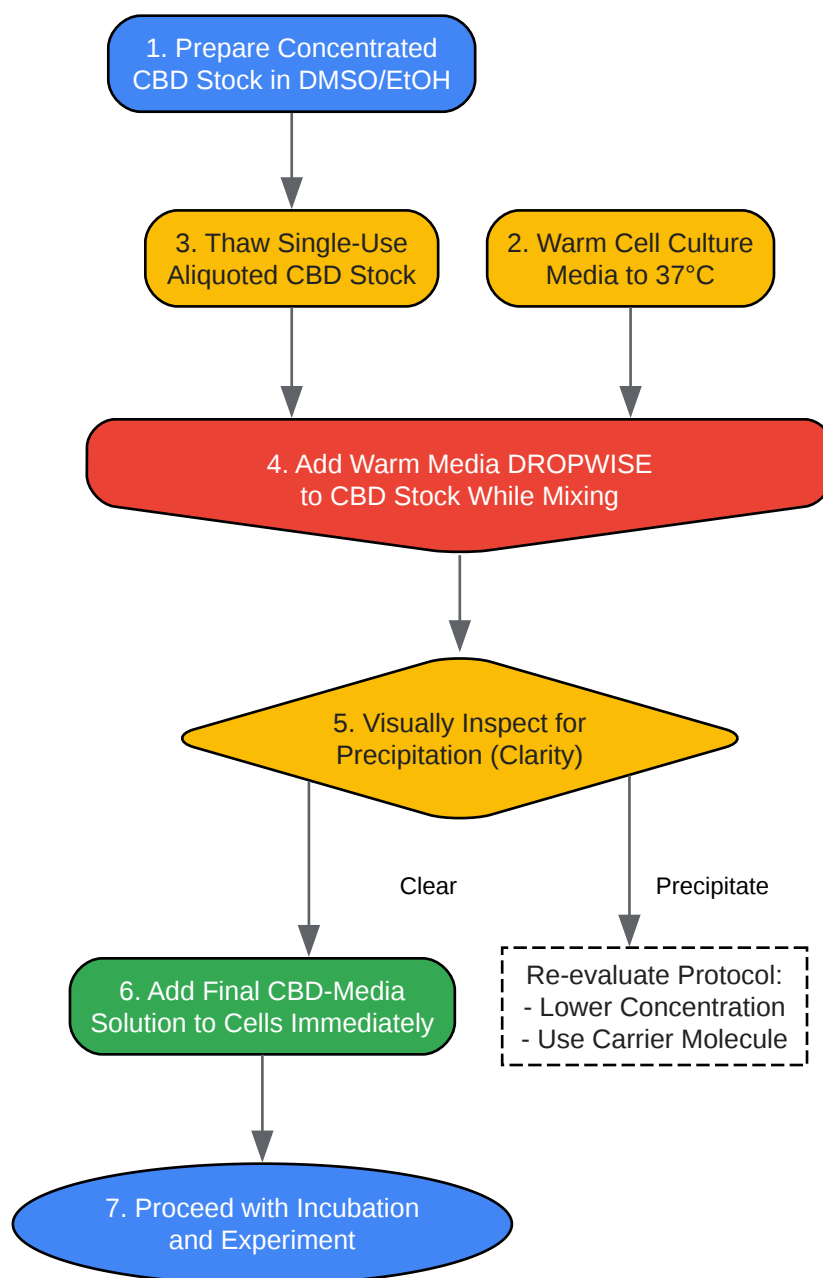 1. Prepare Concentrated
CBD Stock in DMSO/EtOH
3. Thaw Single-Use
Aliquoted CBD Stock
2. Warm Cell Culture
Media to 37°C
4. Add Warm Media DROPWISE
to CBD Stock While Mixing
5. Visually Inspect for
Precipitation (Clarity)
Clear
Precipitate
6. Add Final CBD-Media
Solution to Cells Immediately
Re-evaluate Protocol:
- Lower Concentration
- Use Carrier Molecule
7. Proceed with Incubation
and Experiment